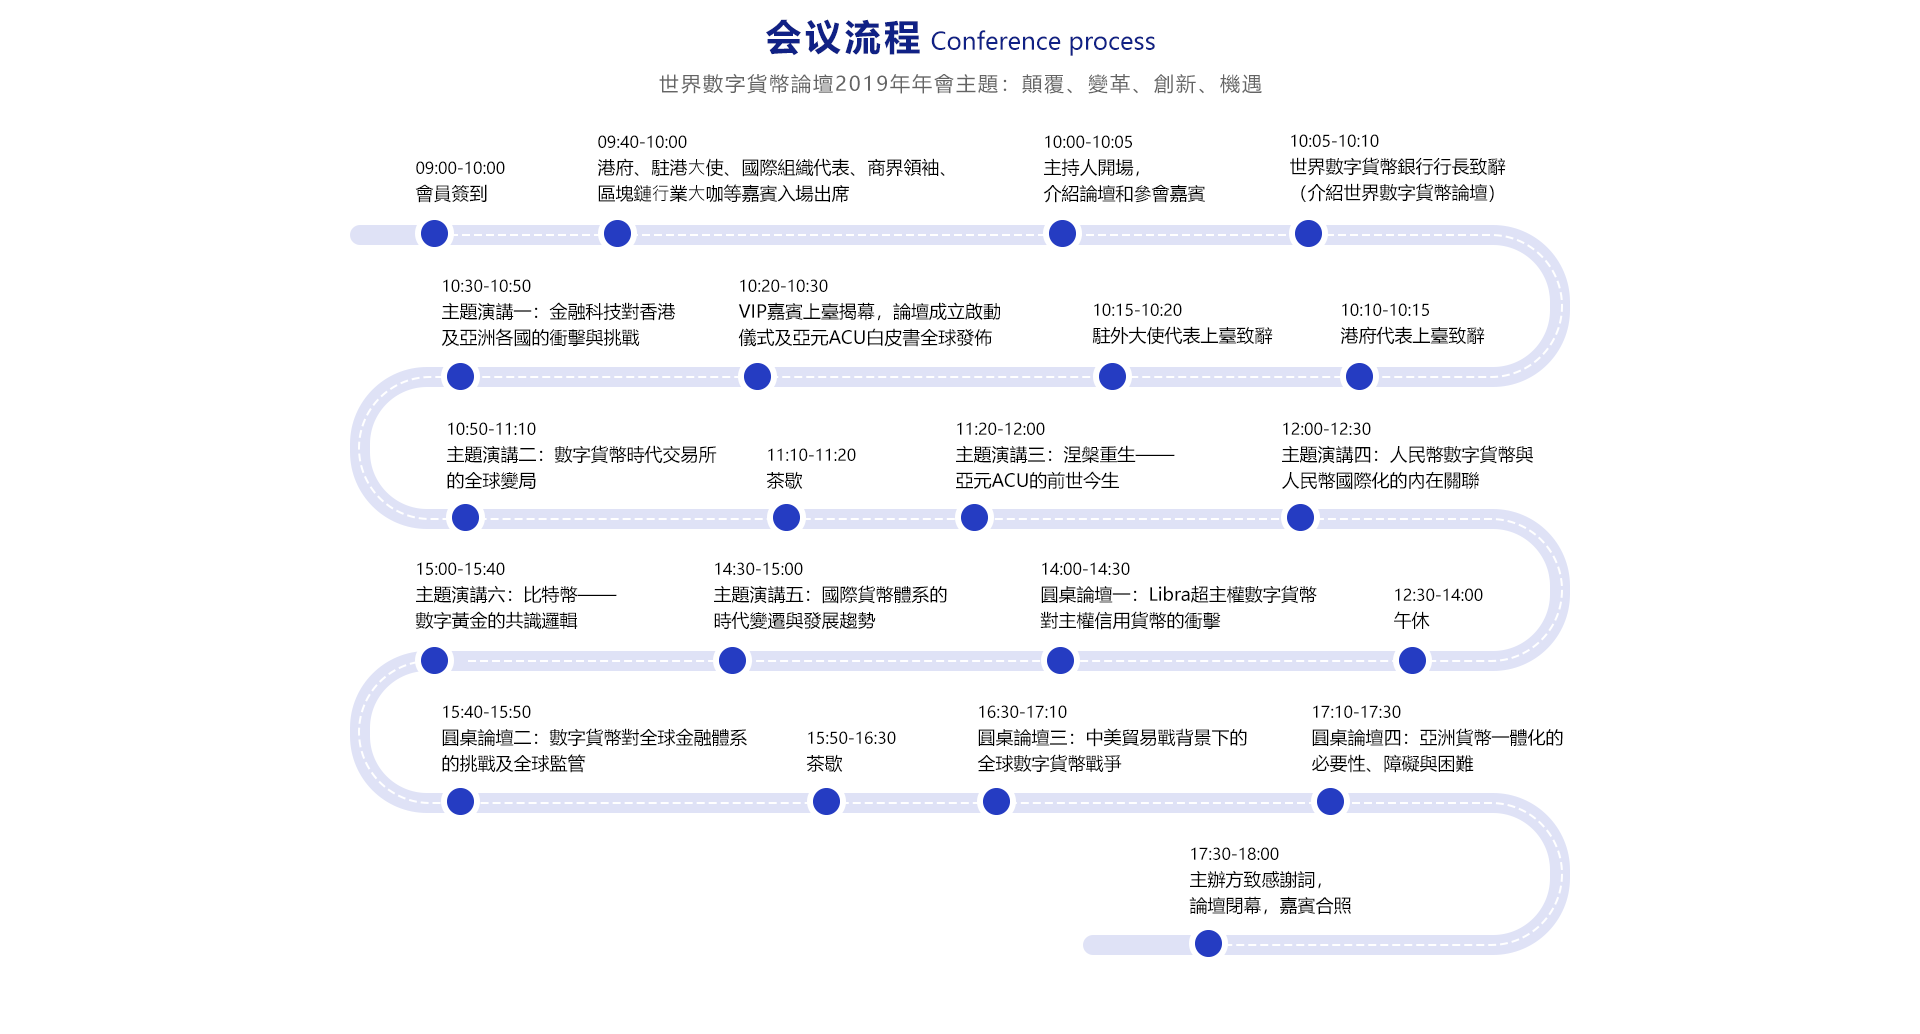 会议流程 Conference process
世界數字貨幣論壇2019年年會主題：顛覆、變革、創新、機遇
09:00-10:00
會員簽到
09:40-10:00
港府、駐港大使、國際組織代表、商界領袖、
區塊鏈行業大咖等嘉賓入場出席
10:00-10:05
主持人開場，
介紹論壇和參會嘉賓
10:05-10:10
世界數字貨幣銀行行長致辭
（介紹世界數字貨幣論壇）
10:10-10:15
港府代表上臺致辭
10:15-10:20
駐外大使代表上臺致辭
10:20-10:30
VIP嘉賓上臺揭幕，論壇成立啟動
儀式及亞元ACU白皮書全球發佈
10:30-10:50
主題演講一：金融科技對香港
及亞洲各國的衝擊與挑戰
10:50-11:10
主題演講二：數字貨幣時代交易所
的全球變局
11:10-11:20
茶歇
11:20-12:00
主題演講三：涅槃重生——
亞元ACU的前世今生
12:00-12:30
主題演講四：人民幣數字貨幣與
人民幣國際化的內在關聯
12:30-14:00
午休
14:00-14:30
圓桌論壇一：Libra超主權數字貨幣
對主權信用貨幣的衝擊
14:30-15:00
主題演講五：國際貨幣體系的
時代變遷與發展趨勢
15:00-15:40
主題演講六：比特幣——
數字黃金的共識邏輯
15:40-15:50
圓桌論壇二：數字貨幣對全球金融體系
的挑戰及全球監管
15:50-16:30
茶歇
16:30-17:10
圓桌論壇三：中美貿易戰背景下的
全球數字貨幣戰爭
17:10-17:30
圓桌論壇四：亞洲貨幣一體化的
必要性、障礙與困難
17:30-18:00
主辦方致感謝詞，
論壇閉幕，嘉賓合照